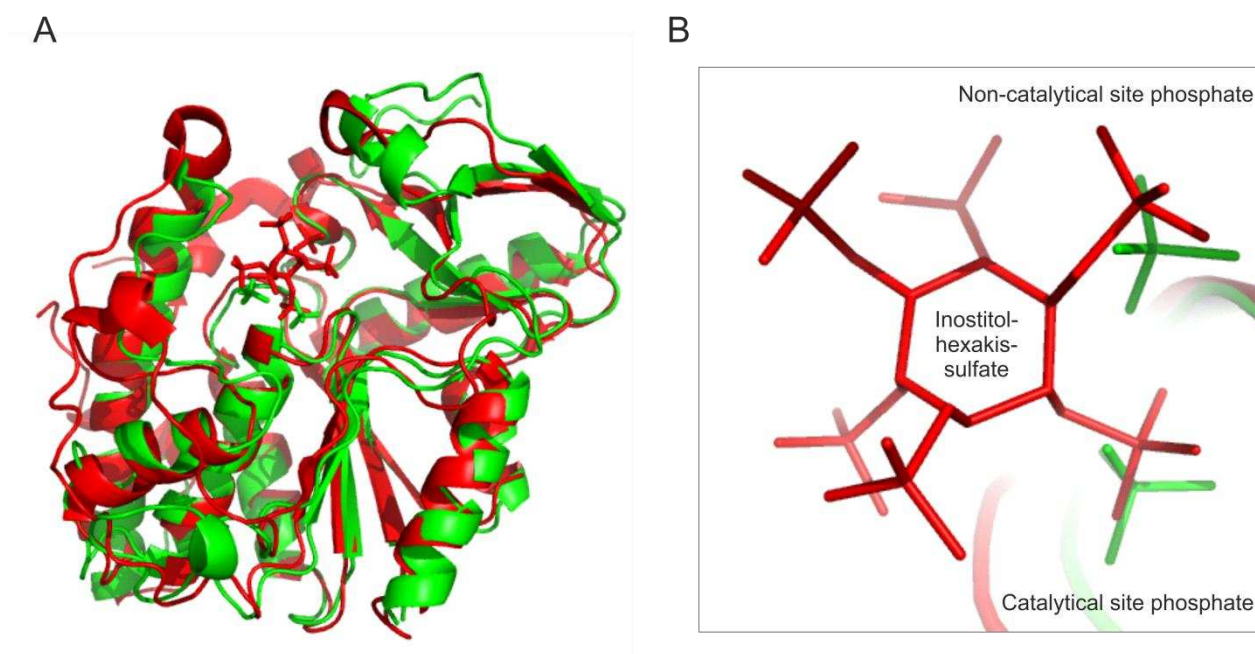 A
B
Non-catalytical site phosphate
Inostitol-
hexakis-
sulfate
Catalytical site phosphate